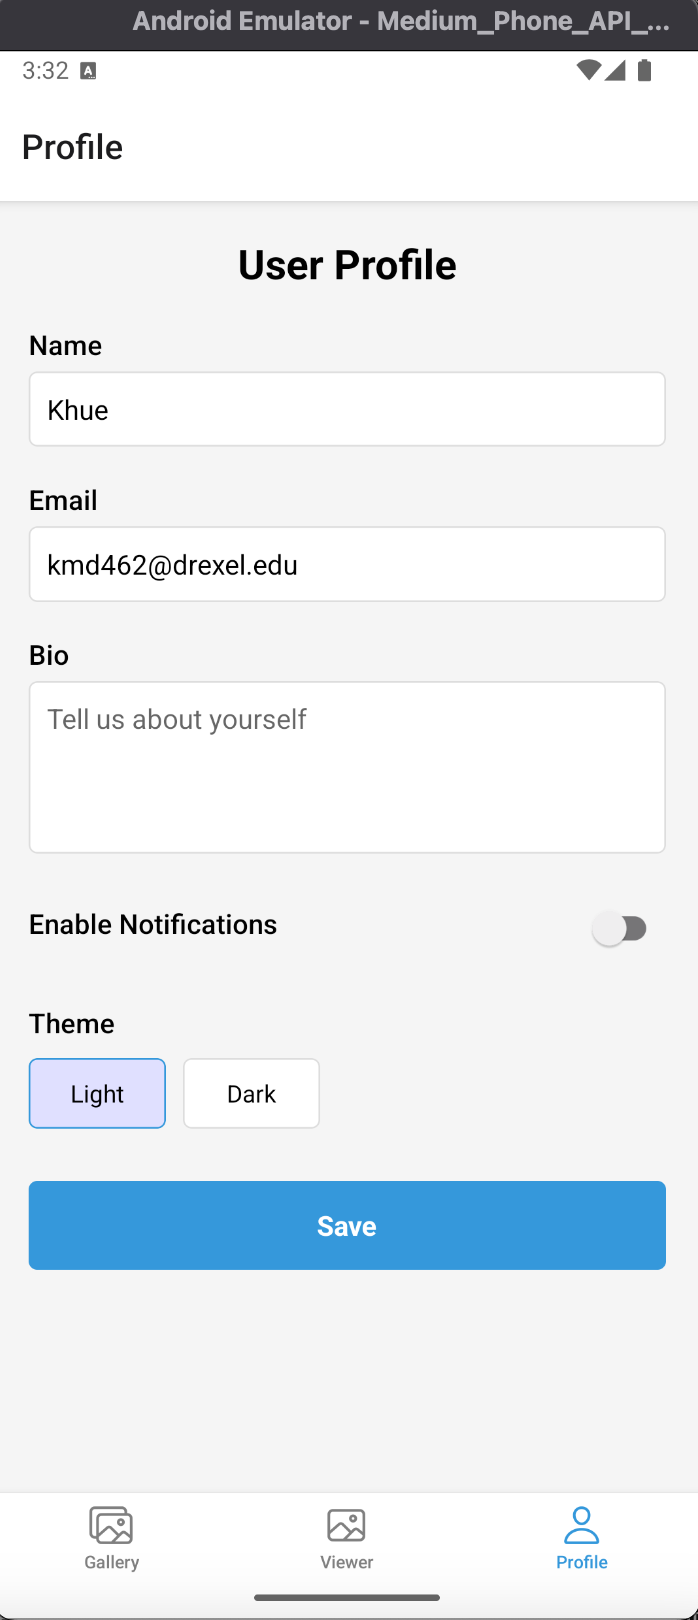 Android Emulator - Medium_Phone_API_...
3:32 A
Profile
User Profile
Name
Khue
Email
kmd462@drexel.edu
Bio
Tell us about yourself
Enable Notifications
Theme
Light Dark
Save
Gallery Viewer Profile